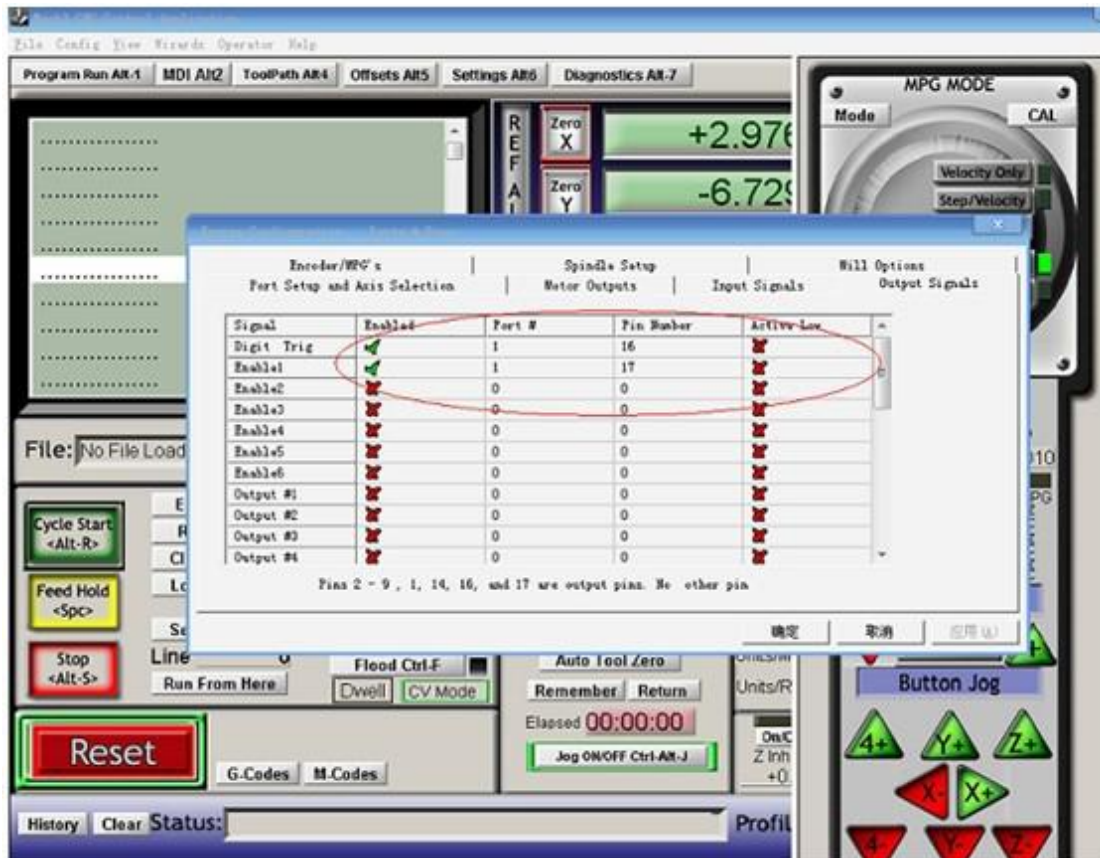 File Config View Wizards Operator Help
Program Run Alt-1 MDI Alt2 ToolPath Alt4 Offsets Alt5 Settings Alt6 Diagnostics Alt-7
MPG MODE
Mode CAL
Velocity Only
Step/Velocity
REF
Zero X +2.976
Zero Y -6.729
Encoder/MPG's Spindle Setup Mill Options
Port Setup and Axis Selection Motor Outputs Input Signals Output Signals
Signal Enabled Port # Pin Number Active Low
Digit Trig 1 16
Enable1 1 17
Enable2 0 0
Enable3 0 0
Enable4 0 0
Enable5 0 0
Enable6 0 0
Output #1 0 0
Output #2 0 0
Output #3 0 0
Output #4 0 0
Pins 2 - 9 , 1, 14, 16, and 17 are output pins. No other pin
确定 取消 应用(A)
File: No File Load
Cycle Start
<Alt-R>
Feed Hold
<Spc>
Stop
<Alt-S>
Line
Run From Here
Flood Ctrl-F
Dwell CV Mode
Auto Tool Zero
Remember Return
Elapsed 00:00:00
Jog ON/OFF Ctrl-Alt-J
Units/R
Z Inh
+0.
Reset
G-Codes M-Codes
Button Jog
4+ Y+ Z+
X- X+
4- Y- Z-
History Clear Status:
Profil